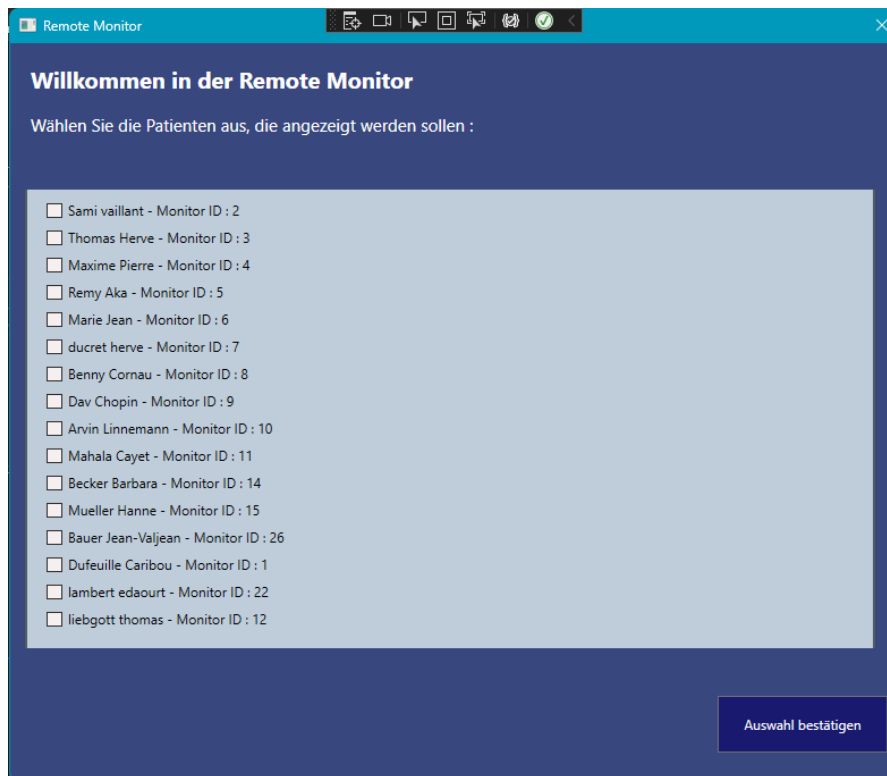 Remote Monitor
Willkommen in der Remote Monitor
Wählen Sie die Patienten aus, die angezeigt werden sollen :
Sami vaillant - Monitor ID : 2
Thomas Herve - Monitor ID : 3
Maxime Pierre - Monitor ID : 4
Remy Aka - Monitor ID : 5
Marie Jean - Monitor ID : 6
ducret herve - Monitor ID : 7
Benny Cornau - Monitor ID : 8
Dav Chopin - Monitor ID : 9
Arvin Linnemann - Monitor ID : 10
Mahala Cayet - Monitor ID : 11
Becker Barbara - Monitor ID : 14
Mueller Hanne - Monitor ID : 15
Bauer Jean-Valjean - Monitor ID : 26
Dufeuille Caribou - Monitor ID : 1
lambert edaourt - Monitor ID : 22
liebgott thomas - Monitor ID : 12
Auswahl bestätigen